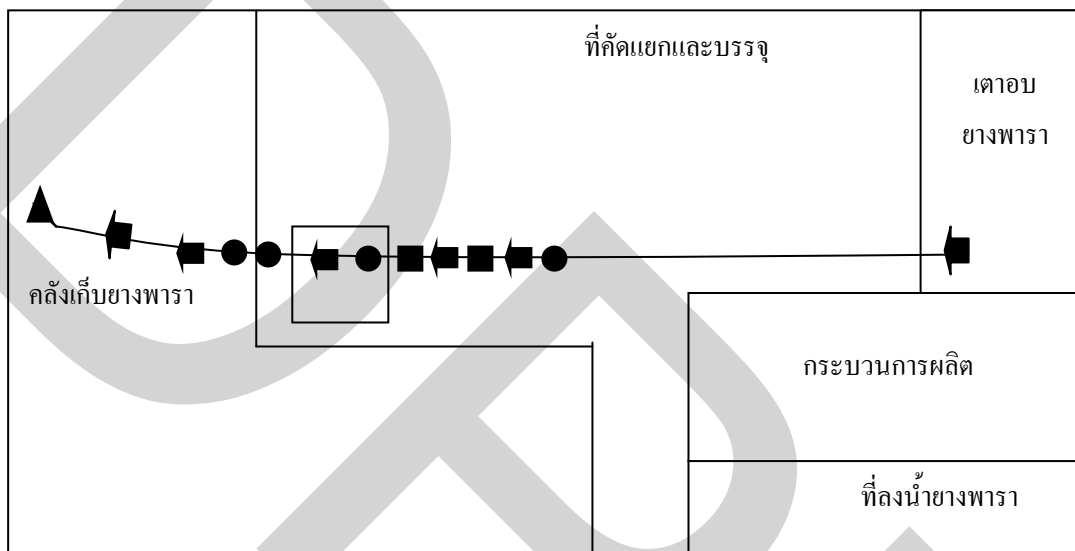 ที่คัดแยกและบรรจุ
เตาอบ
ยางพารา
คลังเก็บยางพารา
กระบวนการผลิต
ที่ลงน้ำยางพารา